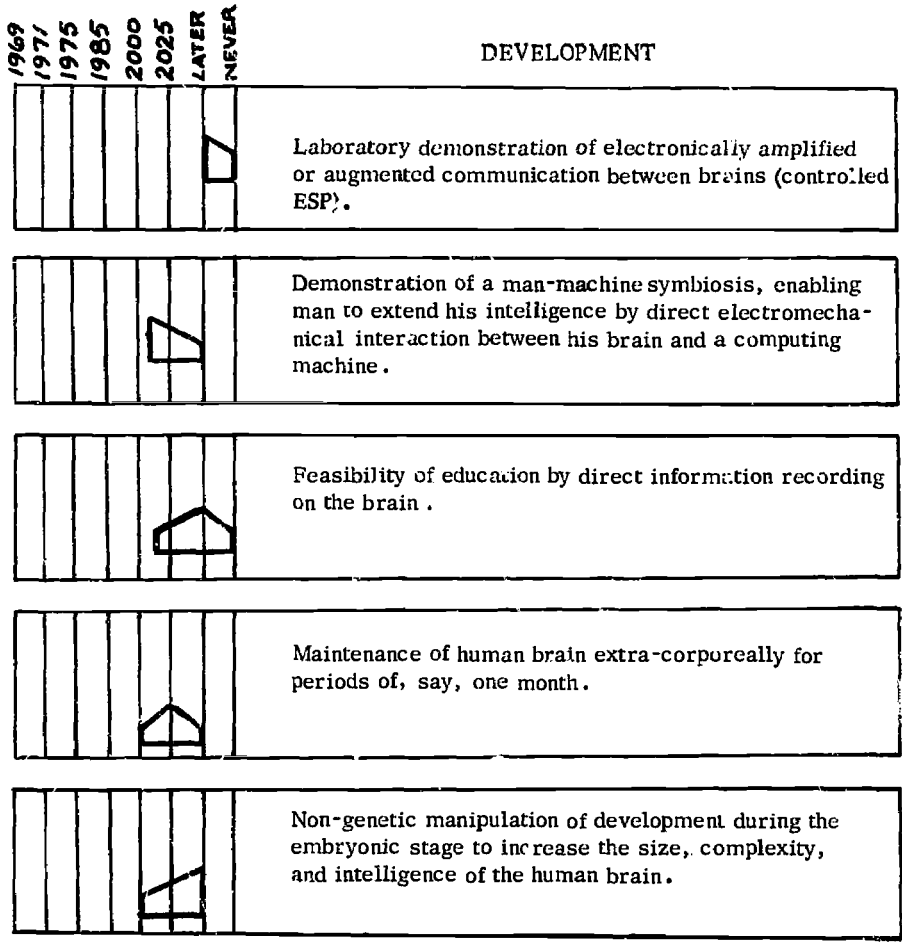 1969
1971
1975
1985
2000
2025
LATER
NEVER
DEVELOPMENT
Laboratory demonstration of electronically amplified
or augmented communication between brains (controlled
ESP).
Demonstration of a man-machine symbiosis, enabling
man to extend his intelligence by direct electromecha-
nical interaction between his brain and a computing
machine.
Feasibility of education by direct information recording
on the brain.
Maintenance of human brain extra-corporeally for
periods of, say, one month.
Non-genetic manipulation of development during the
embryonic stage to increase the size, complexity,
and intelligence of the human brain.